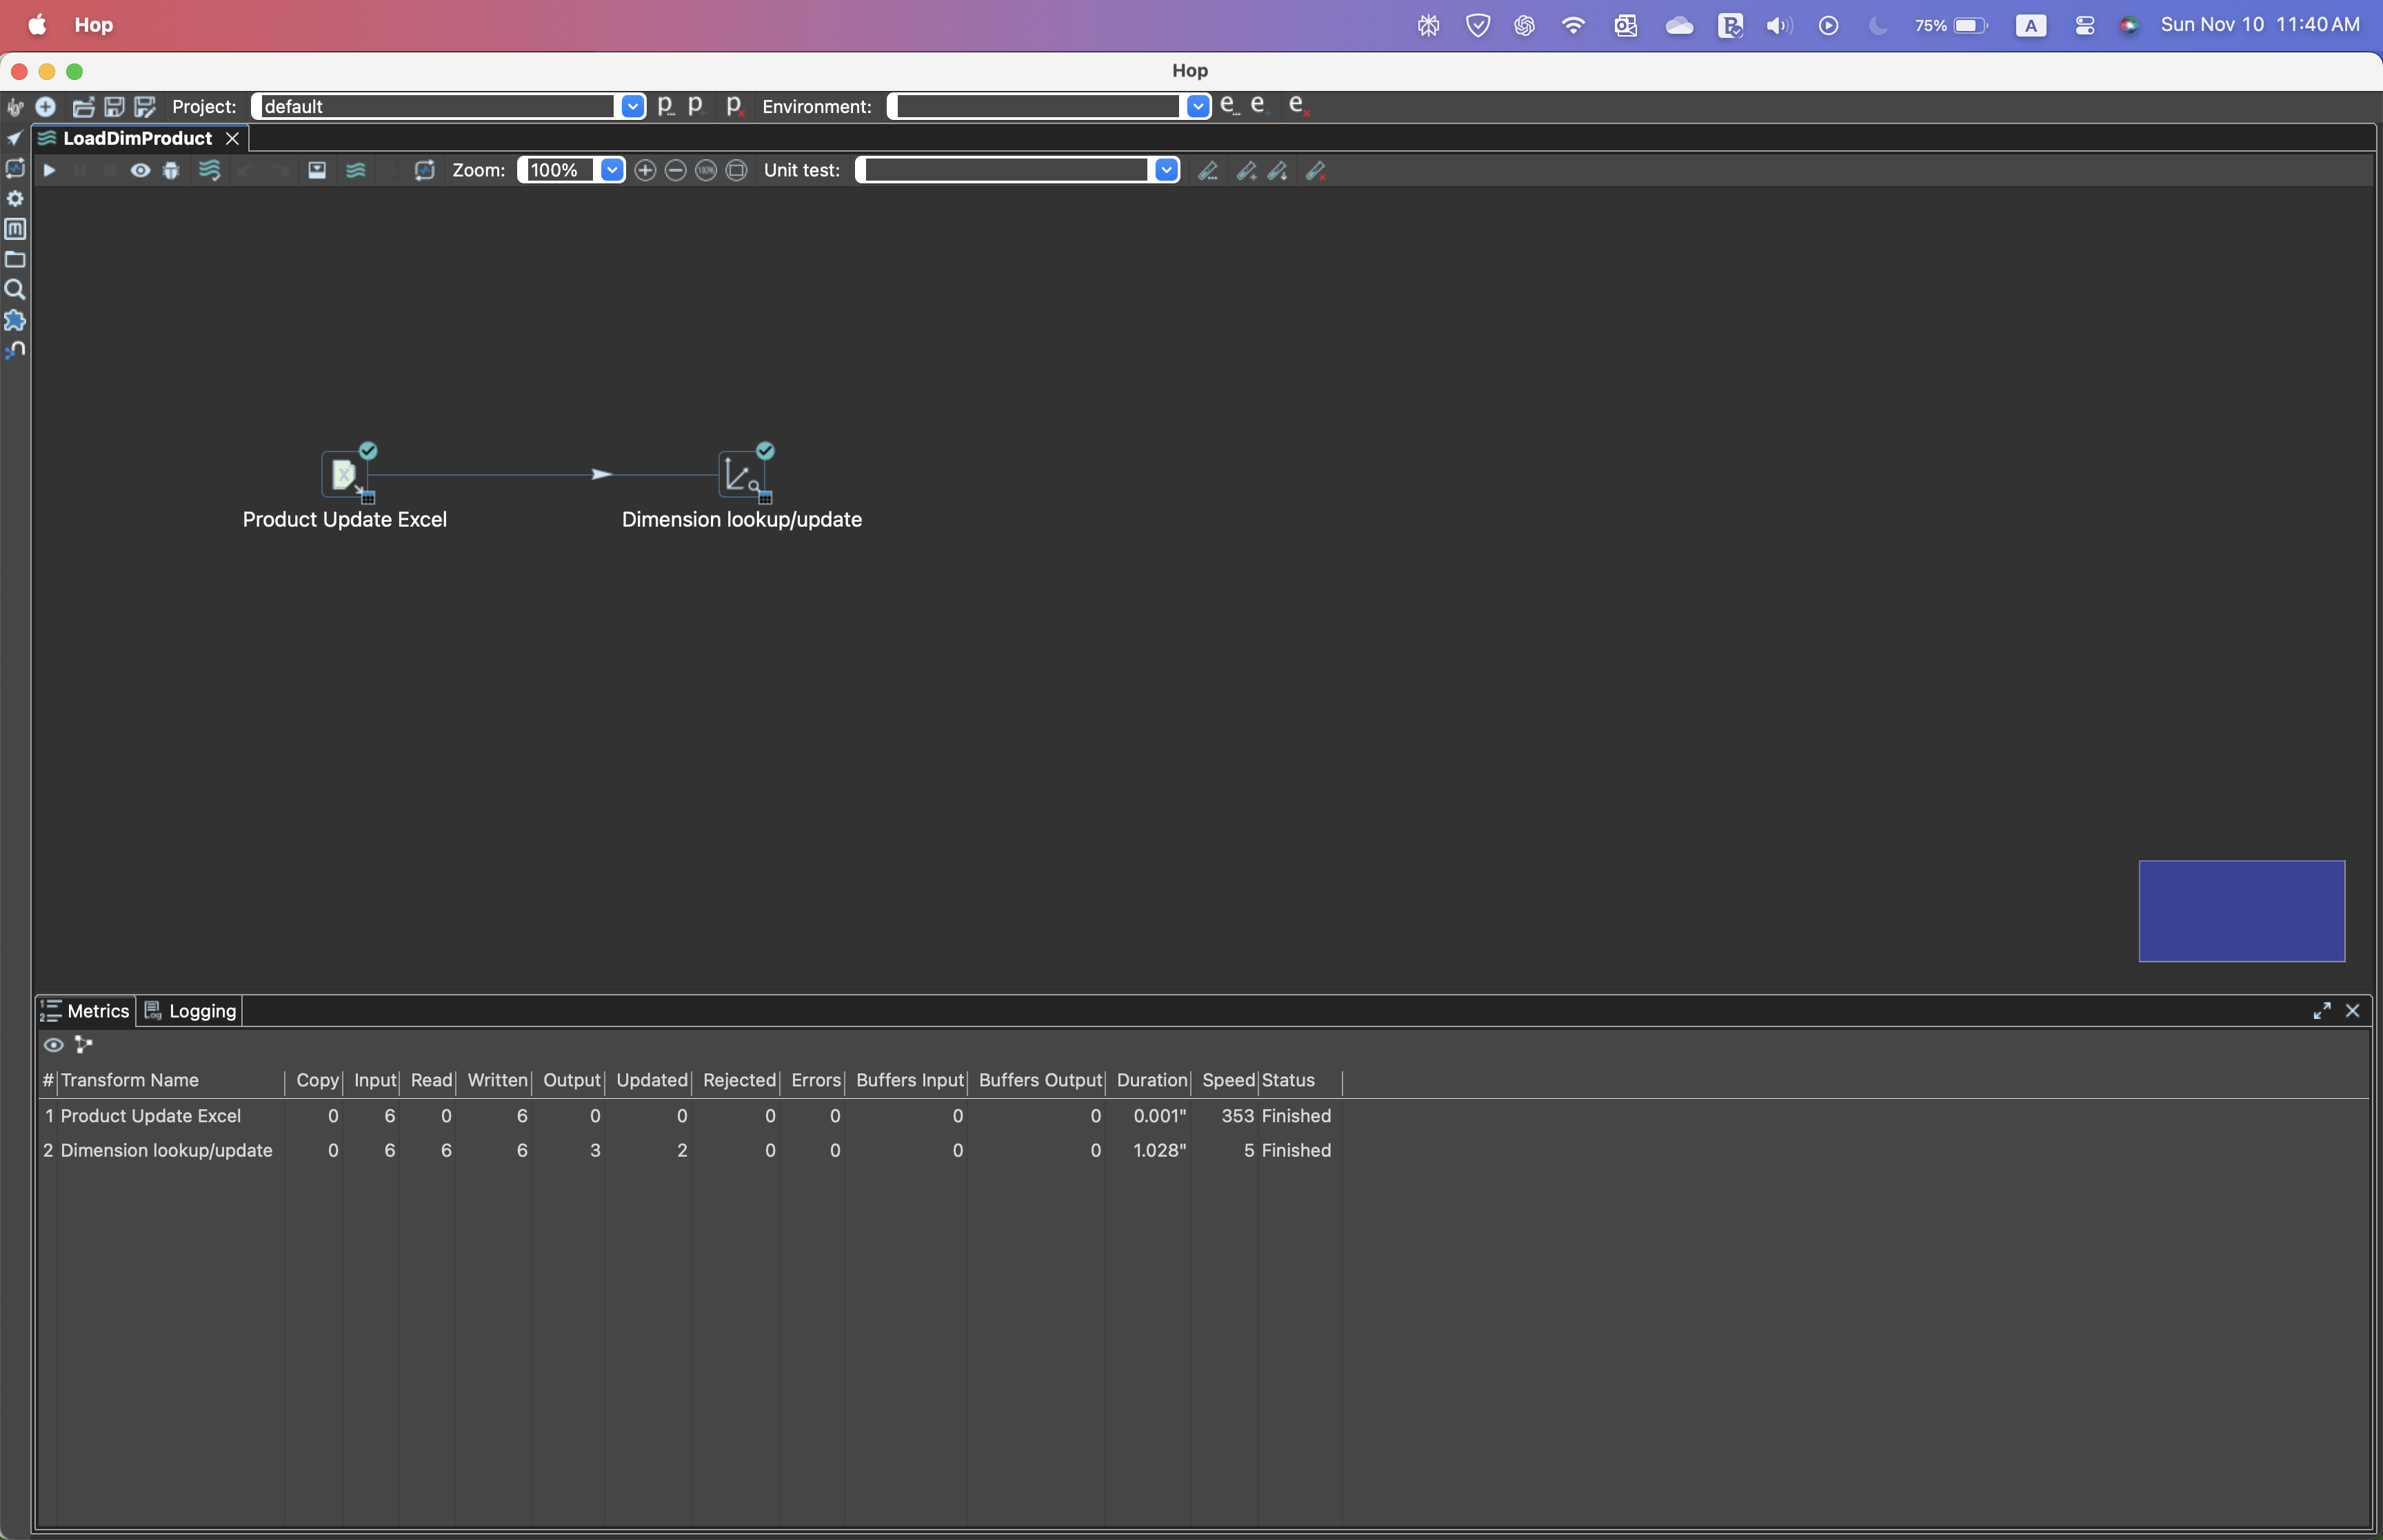 Hop
75%
A
Sun Nov 10 11:40 AM
Hop
Hop Project: default p... p+ px Environment: e... e+ ex
LoadDimProduct
Zoom: 100% 100% Unit test:
Product Update Excel
Dimension lookup/update
Metrics Logging
# Transform Name Copy Input Read Written Output Updated Rejected Errors Buffers Input Buffers Output Duration Speed Status
1 Product Update Excel 0 6 0 6 0 0 0 0 0 0 0.001" 353 Finished
2 Dimension lookup/update 0 6 6 6 3 2 0 0 0 0 1.028" 5 Finished